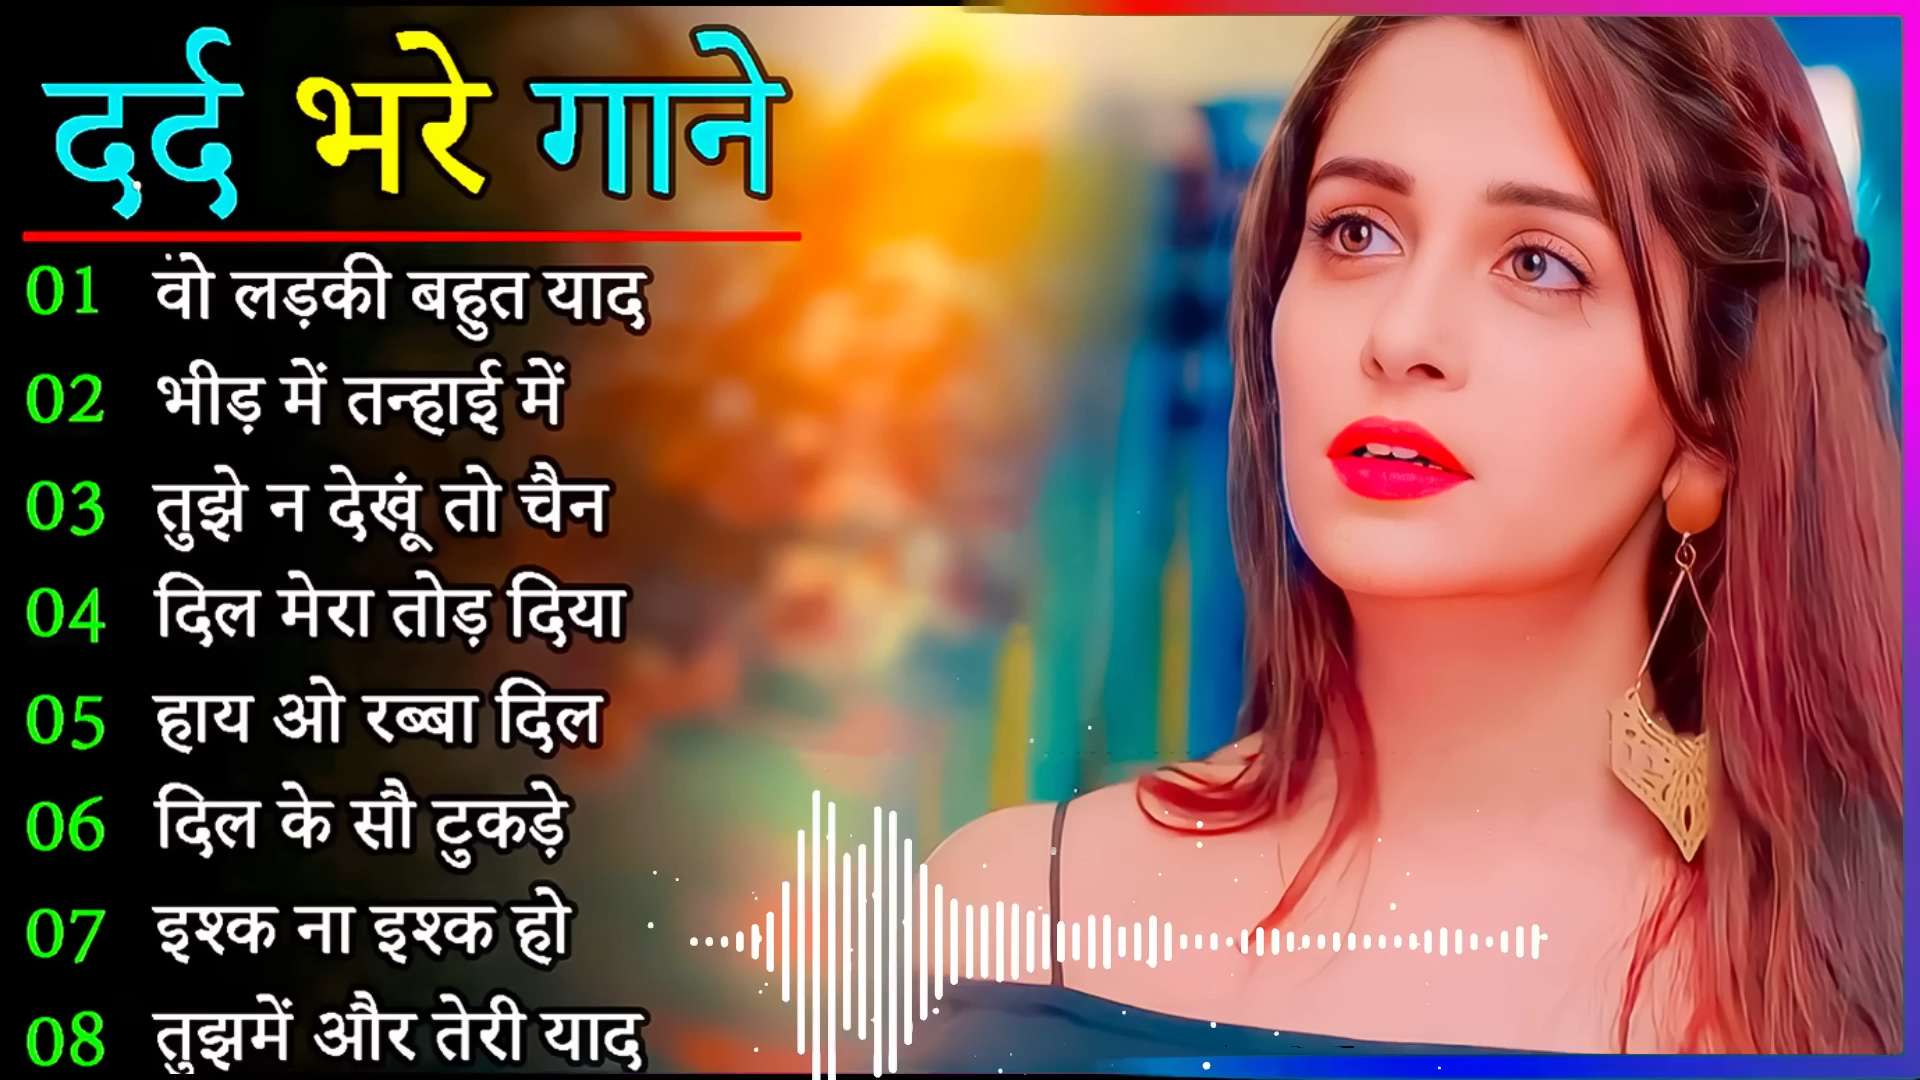 दर्द भरे गाने
01 वो लड़की बहुत याद
02 भीड़ में तन्हाई में
03 तुझे न देखूं तो चैन
04 दिल मेरा तोड़ दिया
05 हाय ओ रब्बा दिल
06 दिल के सौ टुकड़े
07 इश्क ना इश्क हो
08 तुझमें और तेरी याद